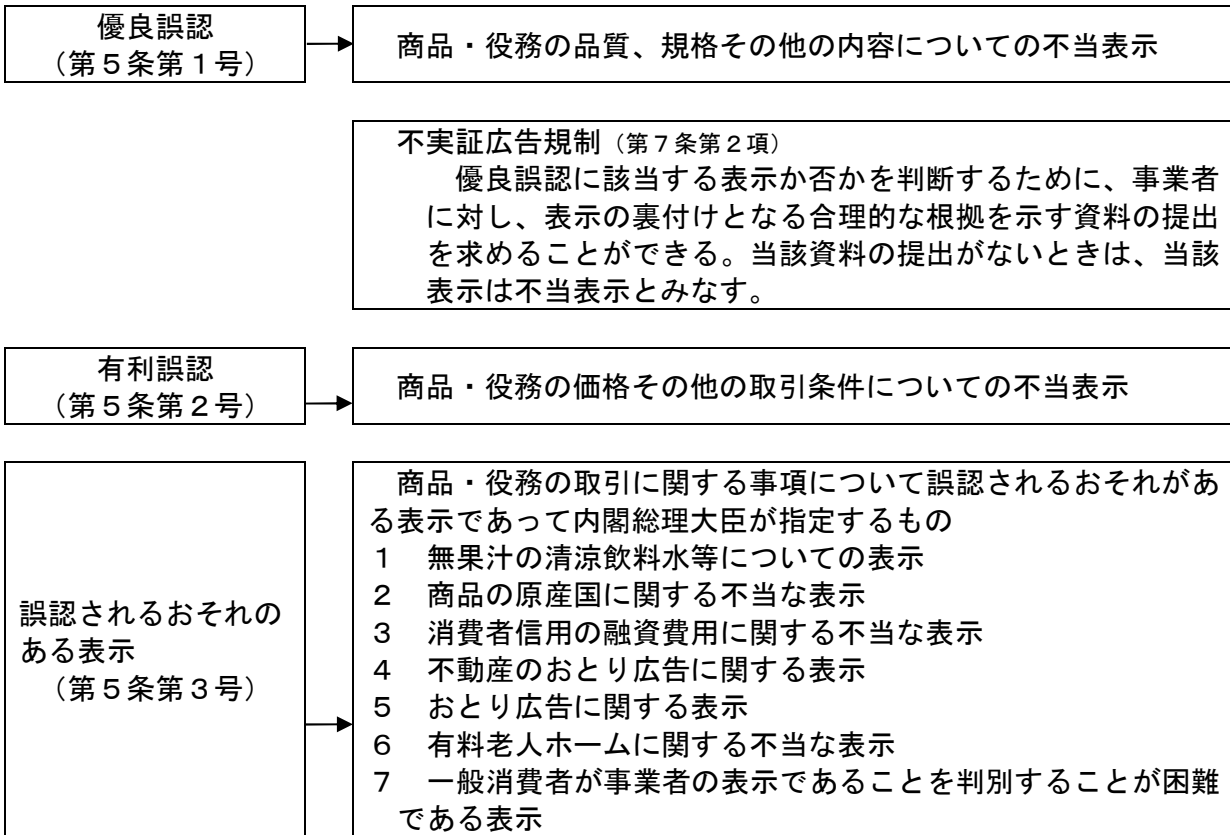 優良誤認
（第５条第１号）
商品・役務の品質、規格その他の内容についての不当表示
不実証広告規制（第７条第２項）
優良誤認に該当する表示か否かを判断するために、事業者
に対し、表示の裏付けとなる合理的な根拠を示す資料の提出
を求めることができる。当該資料の提出がないときは、当該
表示は不当表示とみなす。
有利誤認
（第５条第２号）
商品・役務の価格その他の取引条件についての不当表示
誤認されるおそれの
ある表示
（第５条第３号）
商品・役務の取引に関する事項について誤認されるおそれがあ
る表示であって内閣総理大臣が指定するもの
１　無果汁の清涼飲料水等についての表示
２　商品の原産国に関する不当な表示
３　消費者信用の融資費用に関する不当な表示
４　不動産のおとり広告に関する表示
５　おとり広告に関する表示
６　有料老人ホームに関する不当な表示
７　一般消費者が事業者の表示であることを判別することが困難
である表示